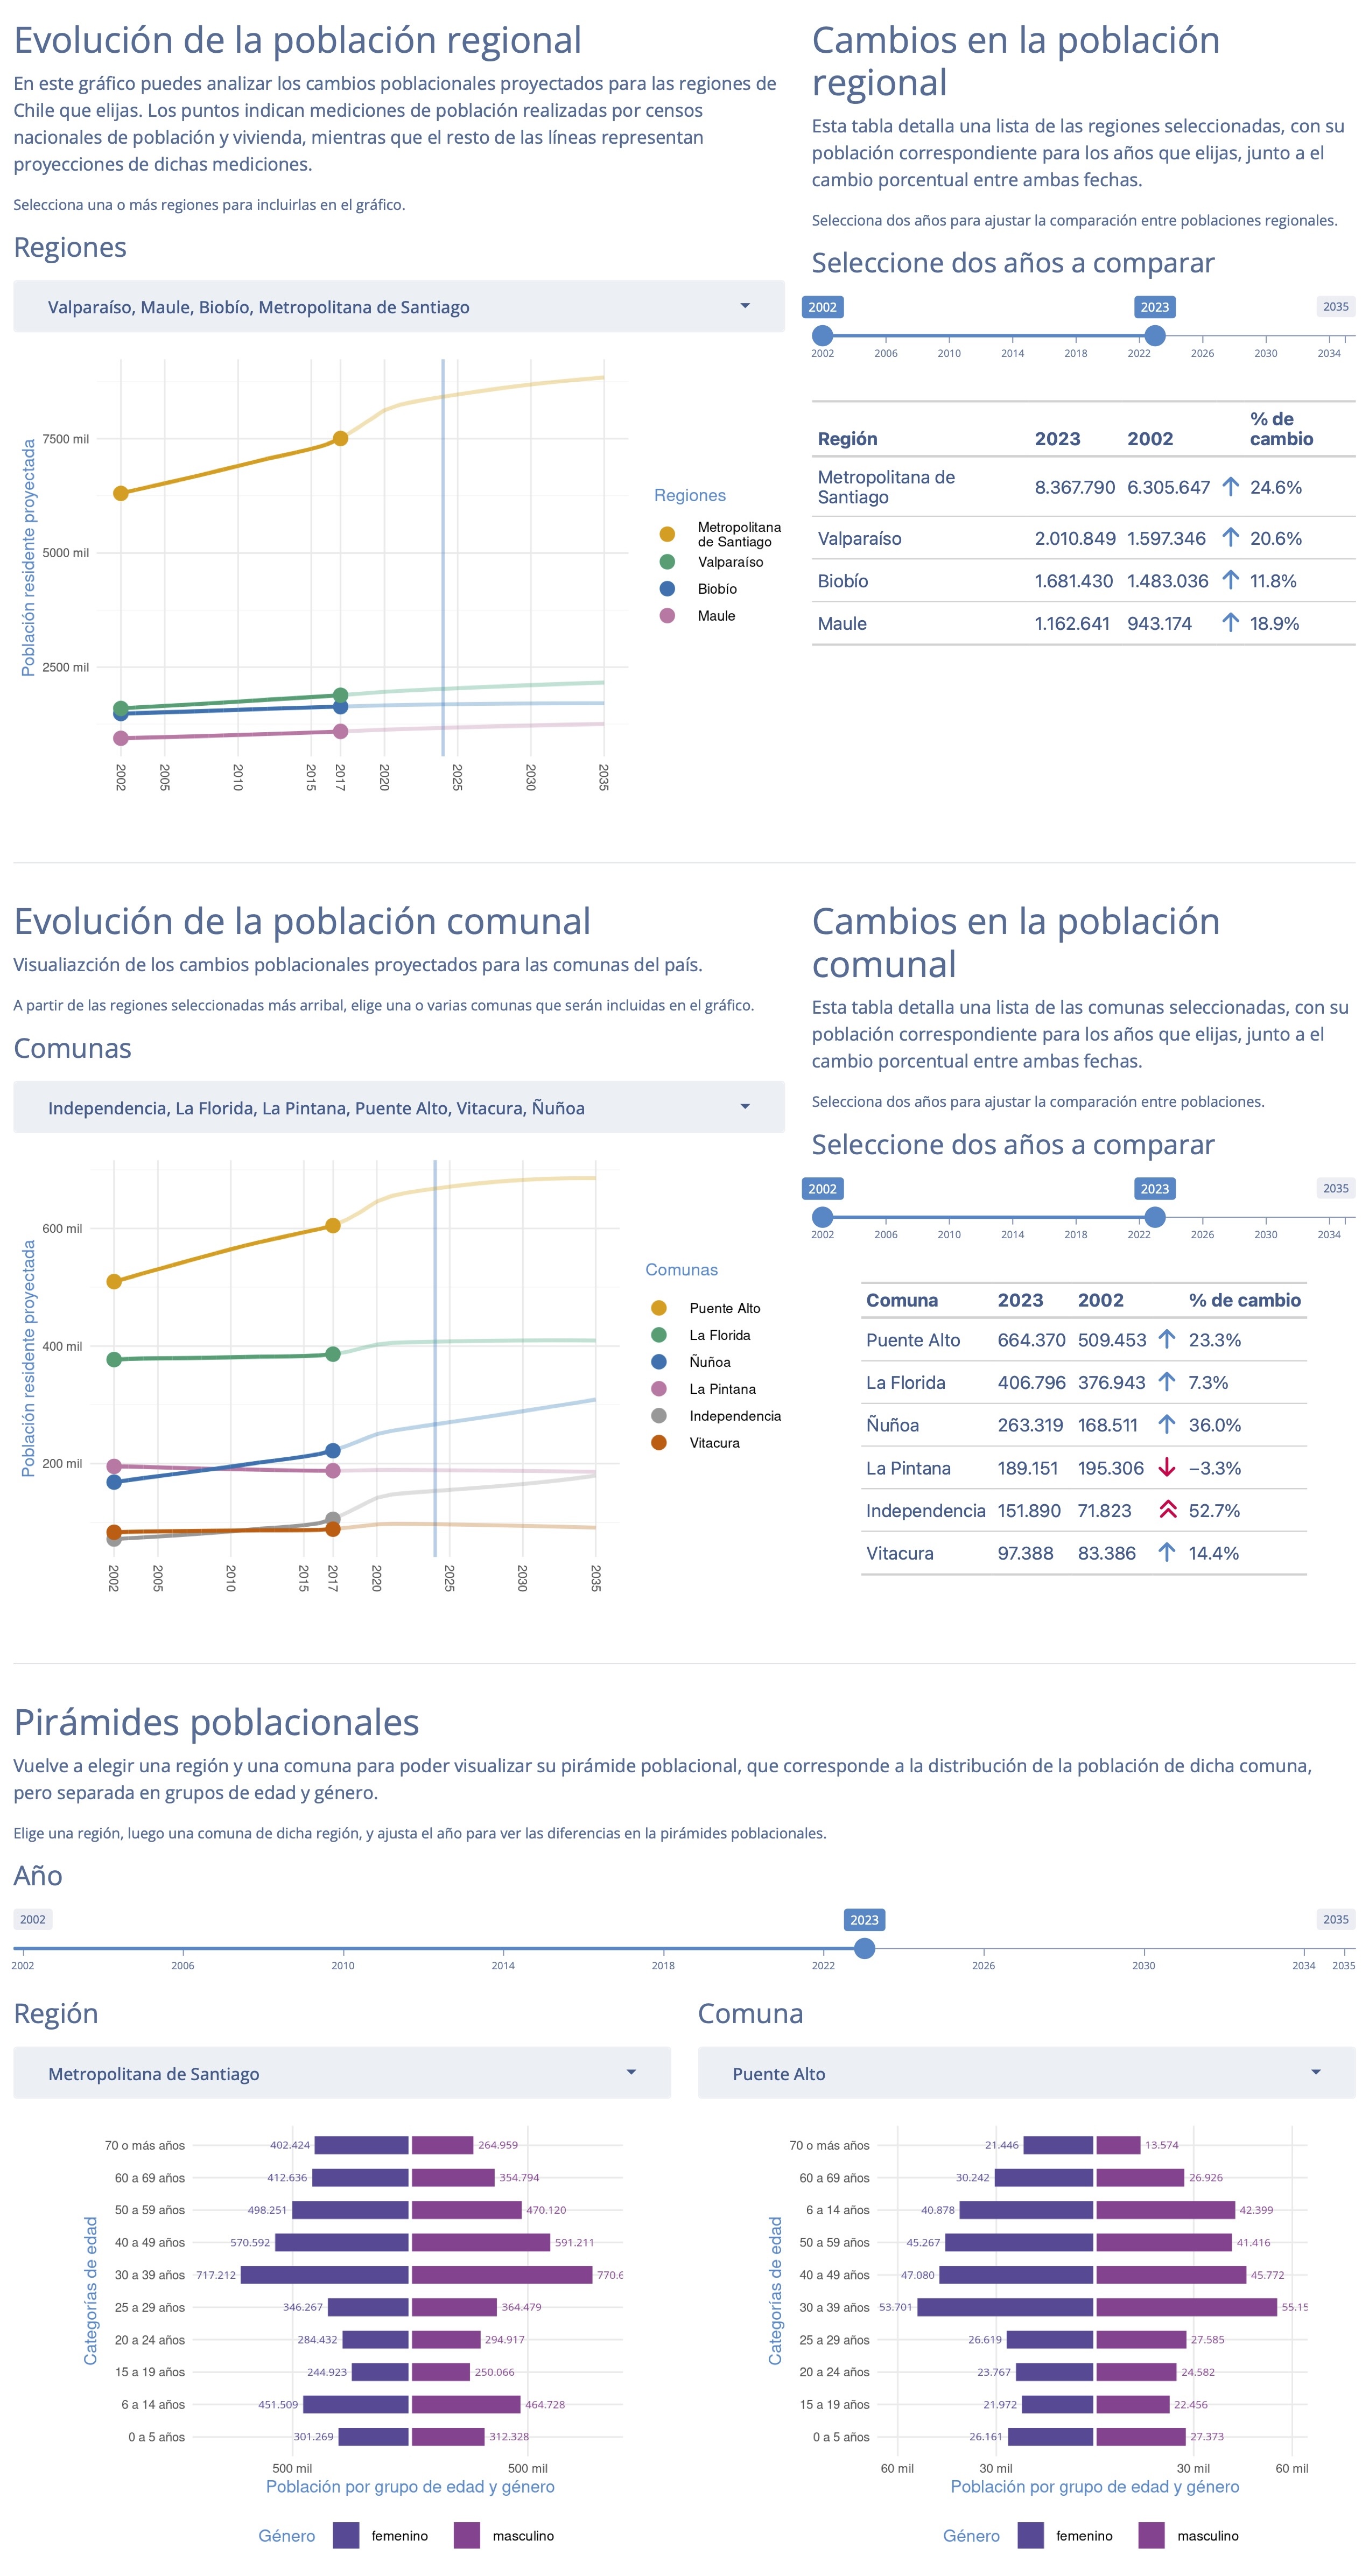 Evolución de la población regional
En este gráfico puedes analizar los cambios poblacionales proyectados para las regiones de
Chile que elijas. Los puntos indican mediciones de población realizadas por censos
nacionales de población y vivienda, mientras que el resto de las líneas representan
proyecciones de dichas mediciones.
Selecciona una o más regiones para incluirlas en el gráfico.
Regiones
Valparaíso, Maule, Biobío, Metropolitana de Santiago
Población residente proyectada
7500 mil
5000 mil
2500 mil
2002 2005 2010 2015 2017 2020 2025 2030 2035
Regiones
Metropolitana
de Santiago
Valparaíso
Biobío
Maule
Cambios en la población
regional
Esta tabla detalla una lista de las regiones seleccionadas, con su
población correspondiente para los años que elijas, junto a el
cambio porcentual entre ambas fechas.
Selecciona dos años para ajustar la comparación entre poblaciones regionales.
Seleccione dos años a comparar
2002 2023 2035
2002 2006 2010 2014 2018 2022 2026 2030 2034
% de
Región 2023 2002 cambio
Metropolitana de
Santiago 8.367.790 6.305.647 ↑ 24.6%
Valparaíso 2.010.849 1.597.346 ↑ 20.6%
Biobío 1.681.430 1.483.036 ↑ 11.8%
Maule 1.162.641 943.174 ↑ 18.9%
Evolución de la población comunal
Visualiazción de los cambios poblacionales proyectados para las comunas del país.
A partir de las regiones seleccionadas más arribal, elige una o varias comunas que serán incluidas en el gráfico.
Comunas
Independencia, La Florida, La Pintana, Puente Alto, Vitacura, Ñuñoa
Población residente proyectada
600 mil
400 mil
200 mil
2002 2005 2010 2015 2017 2020 2025 2030 2035
Comunas
Puente Alto
La Florida
Ñuñoa
La Pintana
Independencia
Vitacura
Cambios en la población
comunal
Esta tabla detalla una lista de las comunas seleccionadas, con su
población correspondiente para los años que elijas, junto a el
cambio porcentual entre ambas fechas.
Selecciona dos años para ajustar la comparación entre poblaciones.
Seleccione dos años a comparar
2002 2023 2035
2002 2006 2010 2014 2018 2022 2026 2030 2034
Comuna 2023 2002 % de cambio
Puente Alto 664.370 509.453 ↑ 23.3%
La Florida 406.796 376.943 ↑ 7.3%
Ñuñoa 263.319 168.511 ↑ 36.0%
La Pintana 189.151 195.306 ↓ −3.3%
Independencia 151.890 71.823 52.7%
Vitacura 97.388 83.386 ↑ 14.4%
Pirámides poblacionales
Vuelve a elegir una región y una comuna para poder visualizar su pirámide poblacional, que corresponde a la distribución de la población de dicha comuna,
pero separada en grupos de edad y género.
Elige una región, luego una comuna de dicha región, y ajusta el año para ver las diferencias en la pirámides poblacionales.
Año
2002 2023 2035
2002 2006 2010 2014 2018 2022 2026 2030 2034 2035
Región
Metropolitana de Santiago
Categorías de edad
70 o más años 402.424 264.959
60 a 69 años 412.636 354.794
50 a 59 años 498.251 470.120
40 a 49 años 570.592 591.211
30 a 39 años 717.212 770.6
25 a 29 años 346.267 364.479
20 a 24 años 284.432 294.917
15 a 19 años 244.923 250.066
6 a 14 años 451.509 464.728
0 a 5 años 301.269 312.328
500 mil 500 mil
Población por grupo de edad y género
Género femenino masculino
Comuna
Puente Alto
Categorías de edad
70 o más años 21.446 13.574
60 a 69 años 30.242 26.926
6 a 14 años 40.878 42.399
50 a 59 años 45.267 41.416
40 a 49 años 47.080 45.772
30 a 39 años 53.701 55.15
25 a 29 años 26.619 27.585
20 a 24 años 23.767 24.582
15 a 19 años 21.972 22.456
0 a 5 años 26.161 27.373
60 mil 30 mil 30 mil 60 mil
Población por grupo de edad y género
Género femenino masculino